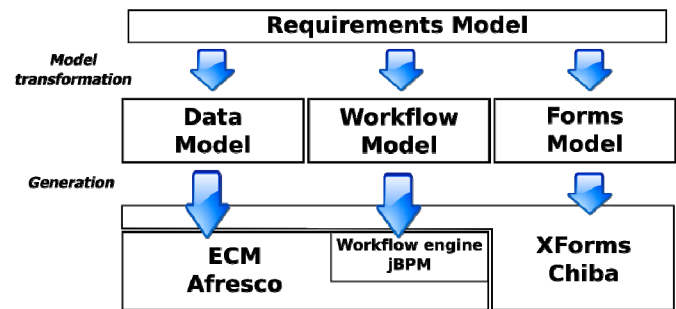 Requirements Model
Model
transformation
Data
Model
Workflow
Model
Forms
Model
Generation
ECM
Afresco
Workflow engine
jBPM
XForms
Chiba